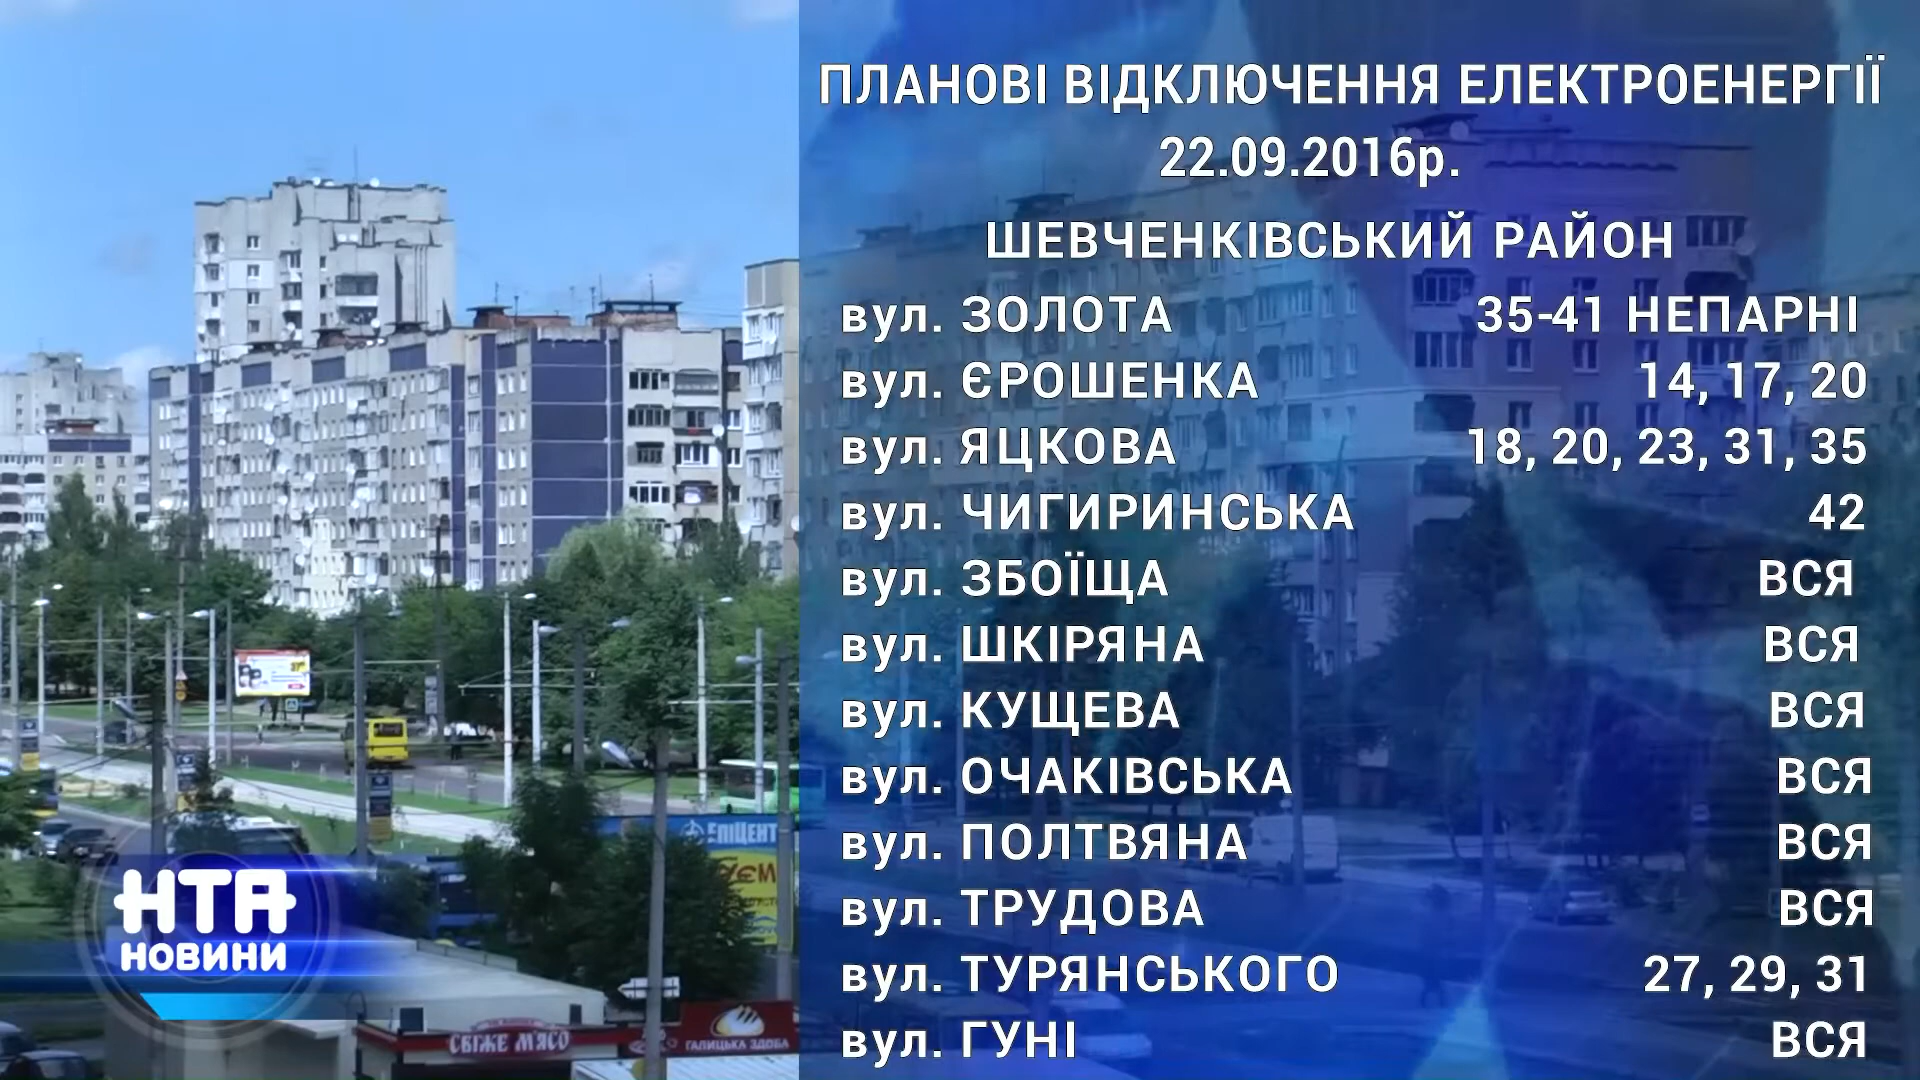 ПЛАНОВІ ВІДКЛЮЧЕННЯ ЕЛЕКТРОЕНЕРГІЇ
22.09.2016р.
ШЕВЧЕНКІВСЬКИЙ РАЙОН
вул. ЗОЛОТА 35-41 НЕПАРНІ
вул. ЄРОШЕНКА 14, 17, 20
вул. ЯЦКОВА 18, 20, 23, 31, 35
вул. ЧИГИРИНСЬКА 42
вул. ЗБОЇЩА ВСЯ
вул. ШКІРЯНА ВСЯ
вул. КУЩЕВА ВСЯ
вул. ОЧАКІВСЬКА ВСЯ
вул. ПОЛТВЯНА ВСЯ
вул. ТРУДОВА ВСЯ
вул. ТУРЯНСЬКОГО 27, 29, 31
вул. ГУНІ ВСЯ
ЕПІЦЕНТ
НТА
НОВИНИ
СВІЖЕ М'ЯСО
ГАЛИЦЬКА ЗДОБА